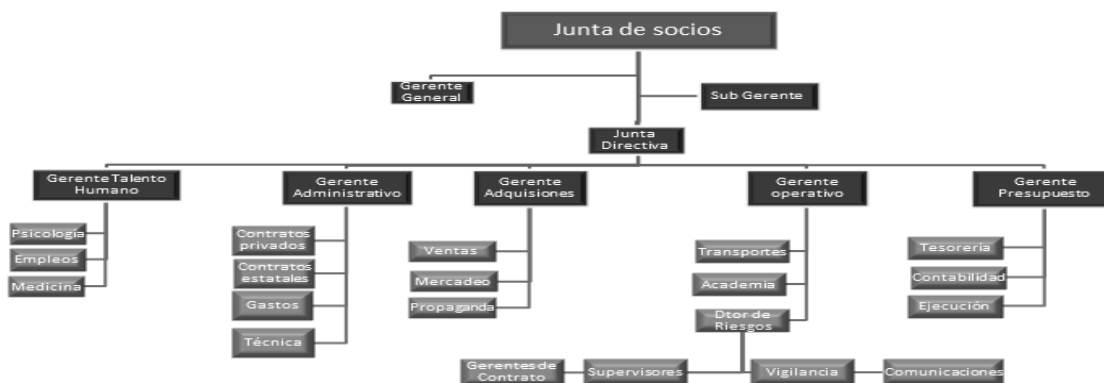 Junta de socios
Gerente
General
Sub Gerente
Junta
Directiva
Gerente Talento
Humano
Gerente
Administrativo
Gerente
Adquisiones
Gerente
operativo
Gerente
Presupuesto
Psicología
Empleos
Medicina
Contratos
privados
Contratos
estatales
Gastos
Técnica
Ventas
Mercadeo
Propaganda
Transportes
Academia
Dtor de
Riesgos
Tesorería
Contabilidad
Ejecución
Gerentes de
Contrato
Supervisores
Vigilancia
Comunicaciones